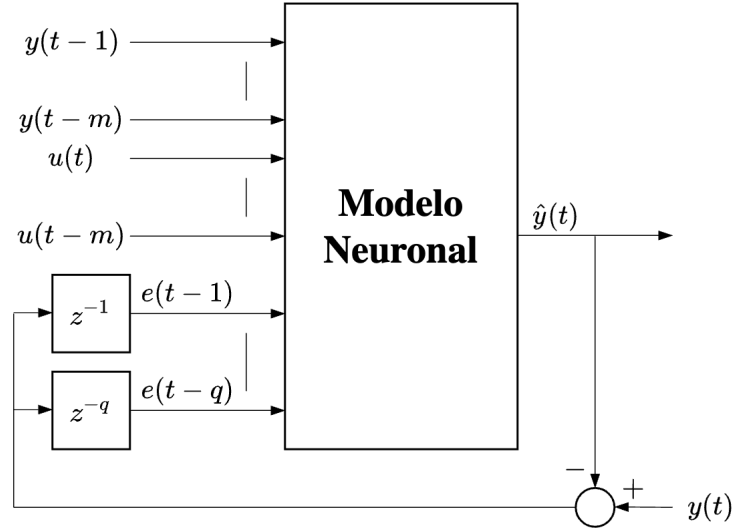 y(t − 1)
y(t − m)
u(t)
u(t − m)
Modelo
Neuronal
ŷ(t)
z⁻¹
e(t − 1)
z⁻q
e(t − q)
−
+
y(t)